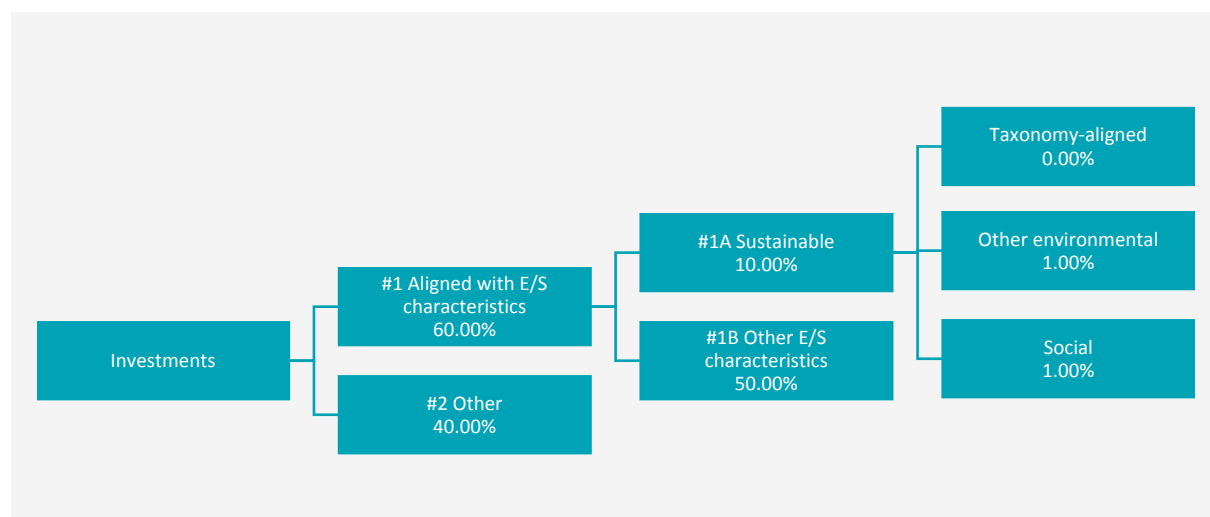 Investments
#1 Aligned with E/S
characteristics
60.00%
#2 Other
40.00%
#1A Sustainable
10.00%
#1B Other E/S
characteristics
50.00%
Taxonomy-aligned
0.00%
Other environmental
1.00%
Social
1.00%